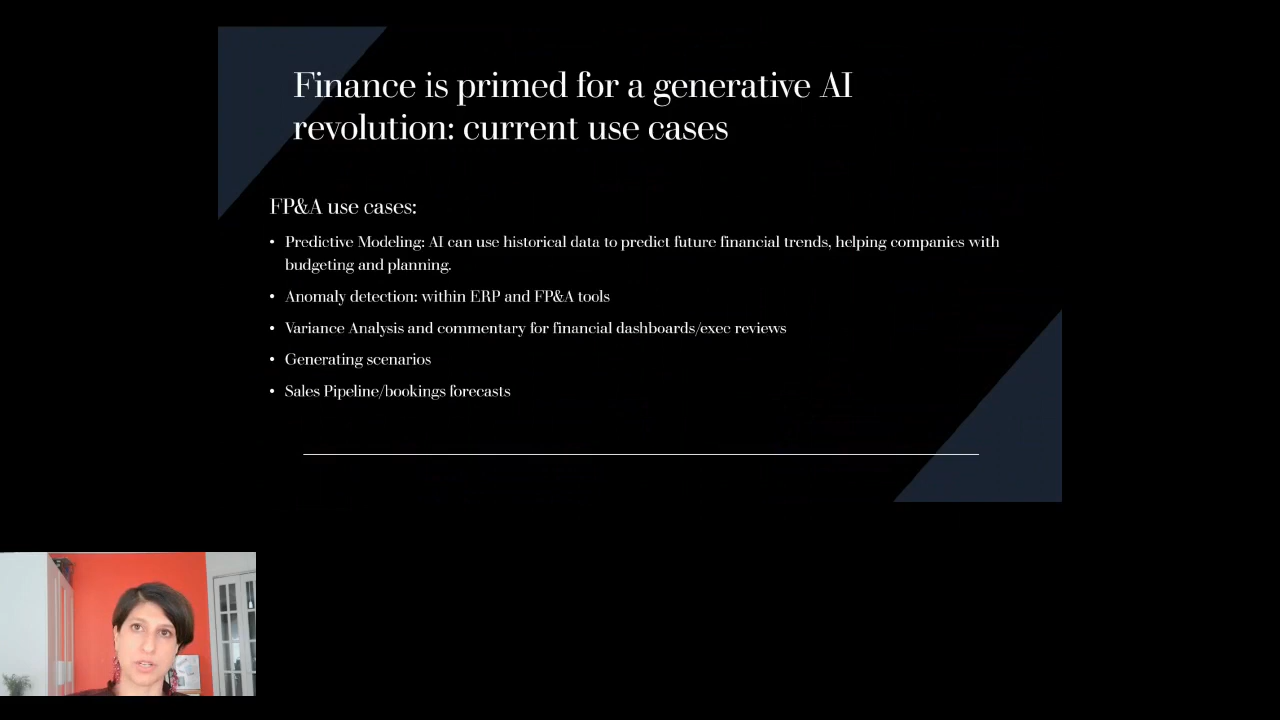 Finance is primed for a generative AI
revolution: current use cases
FP&A use cases:
• Predictive Modeling: AI can use historical data to predict future financial trends, helping companies with
budgeting and planning.
• Anomaly detection: within ERP and FP&A tools
• Variance Analysis and commentary for financial dashboards/exec reviews
• Generating scenarios
• Sales Pipeline/bookings forecasts